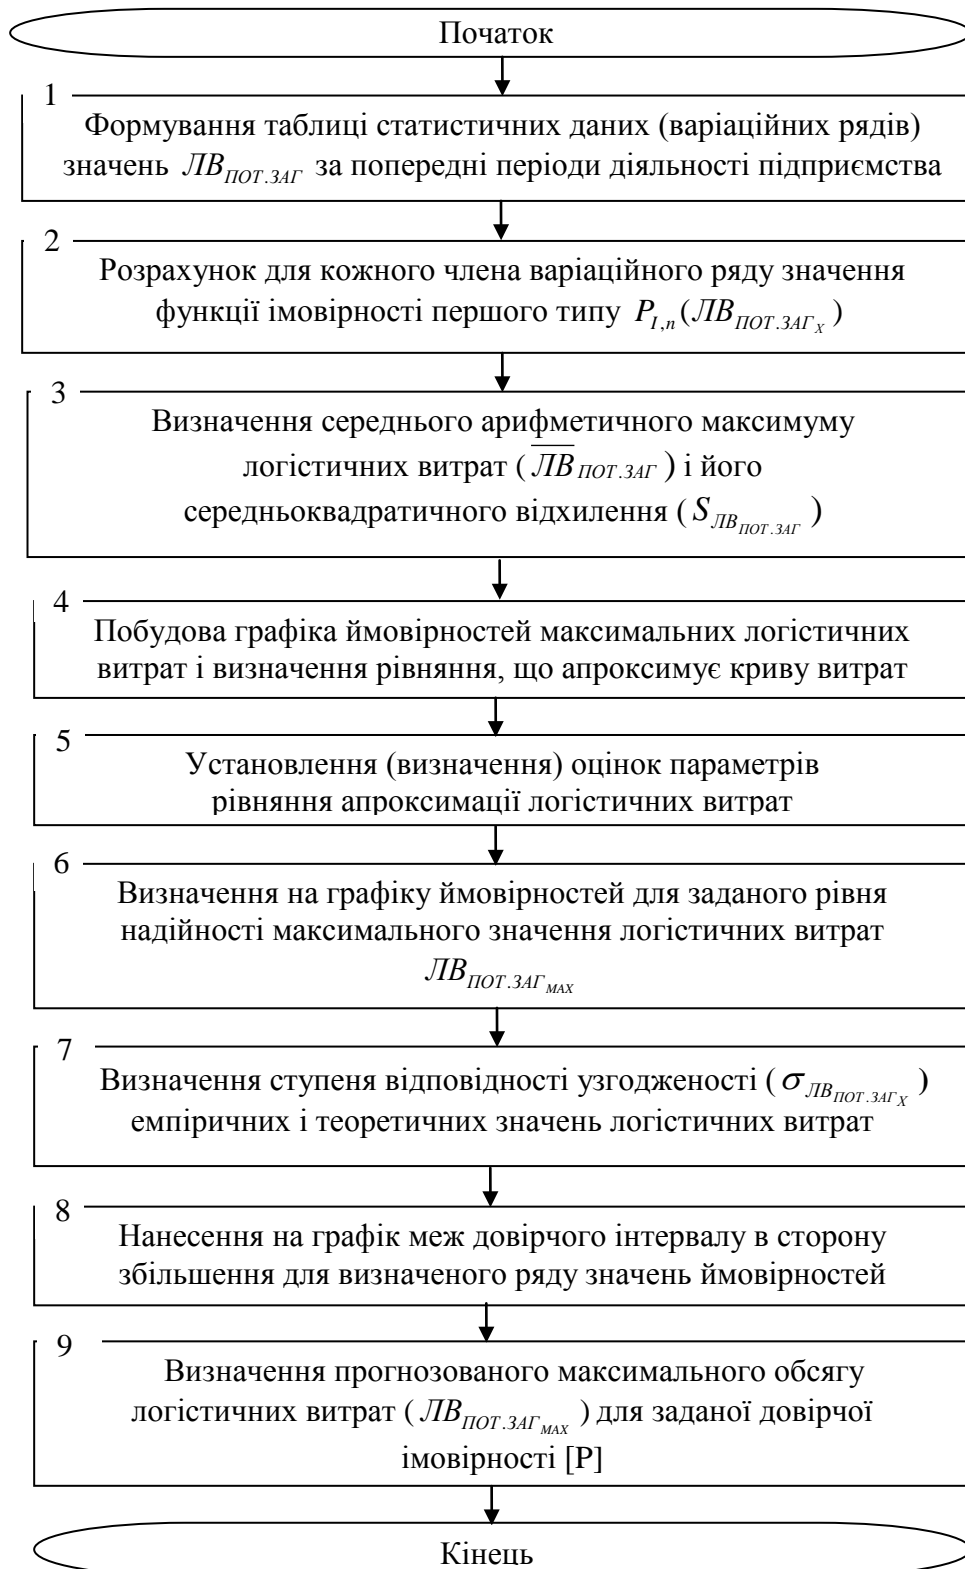 Початок
1
Формування таблиці статистичних даних (варіаційних рядів)
значень ЛВ_ПОТ.ЗАГ за попередні періоди діяльності підприємства
2
Розрахунок для кожного члена варіаційного ряду значення
функції імовірності першого типу P_I,n(ЛВ_ПОТ.ЗАГ_X)
3
Визначення середнього арифметичного максимуму
логістичних витрат ( \overline{ЛВ}_ПОТ.ЗАГ ) і його
середньоквадратичного відхилення ( S_ЛВ_ПОТ.ЗАГ )
4
Побудова графіка ймовірностей максимальних логістичних
витрат і визначення рівняння, що апроксимує криву витрат
5
Установлення (визначення) оцінок параметрів
рівняння апроксимації логістичних витрат
6
Визначення на графіку ймовірностей для заданого рівня
надійності максимального значення логістичних витрат
ЛВ_ПОТ.ЗАГ_МАХ
7
Визначення ступеня відповідності узгодженості ( σ_ЛВ_ПОТ.ЗАГ_X )
емпіричних і теоретичних значень логістичних витрат
8
Нанесення на графік меж довірчого інтервалу в сторону
збільшення для визначеного ряду значень ймовірностей
9
Визначення прогнозованого максимального обсягу
логістичних витрат ( ЛВ_ПОТ.ЗАГ_МАХ ) для заданої довірчої
імовірності [Р]
Кінець